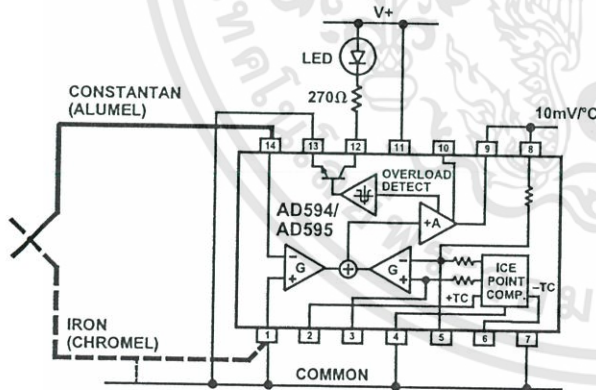 V+
LED
270Ω
CONSTANTAN
(ALUMEL)
10mV/°C
14 13 12 11 10 9 8
OVERLOAD
DETECT
AD594/
AD595
+A
G
G
– +
– +
ICE
POINT
COMP.
–TC
+TC
IRON
(CHROMEL)
1 2 3 4 5 6 7
COMMON